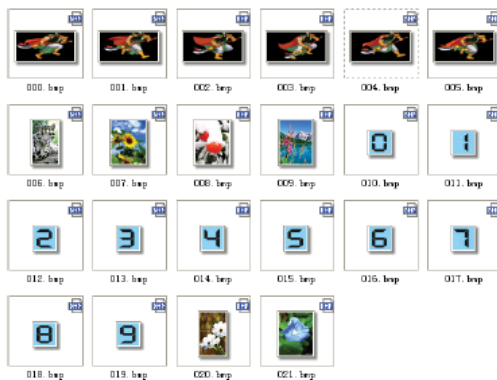 000.bmp 001.bmp 002.bmp 003.bmp 004.bmp 005.bmp
0 1
006.bmp 007.bmp 008.bmp 009.bmp 010.bmp 011.bmp
2 3 4 5 6 7
012.bmp 013.bmp 014.bmp 015.bmp 016.bmp 017.bmp
8 9
018.bmp 019.bmp 020.bmp 021.bmp